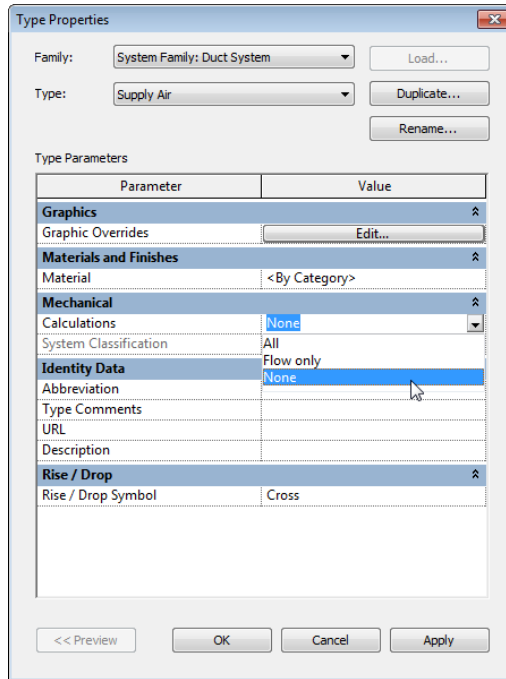 Type Properties
Family: System Family: Duct System Load...
Type: Supply Air Duplicate...
Rename...
Type Parameters
Parameter Value
Graphics
Graphic Overrides Edit...
Materials and Finishes
Material <By Category>
Mechanical
Calculations None
System Classification All
Flow only
Identity Data None
Abbreviation
Type Comments
URL
Description
Rise / Drop
Rise / Drop Symbol Cross
<< Preview OK Cancel Apply